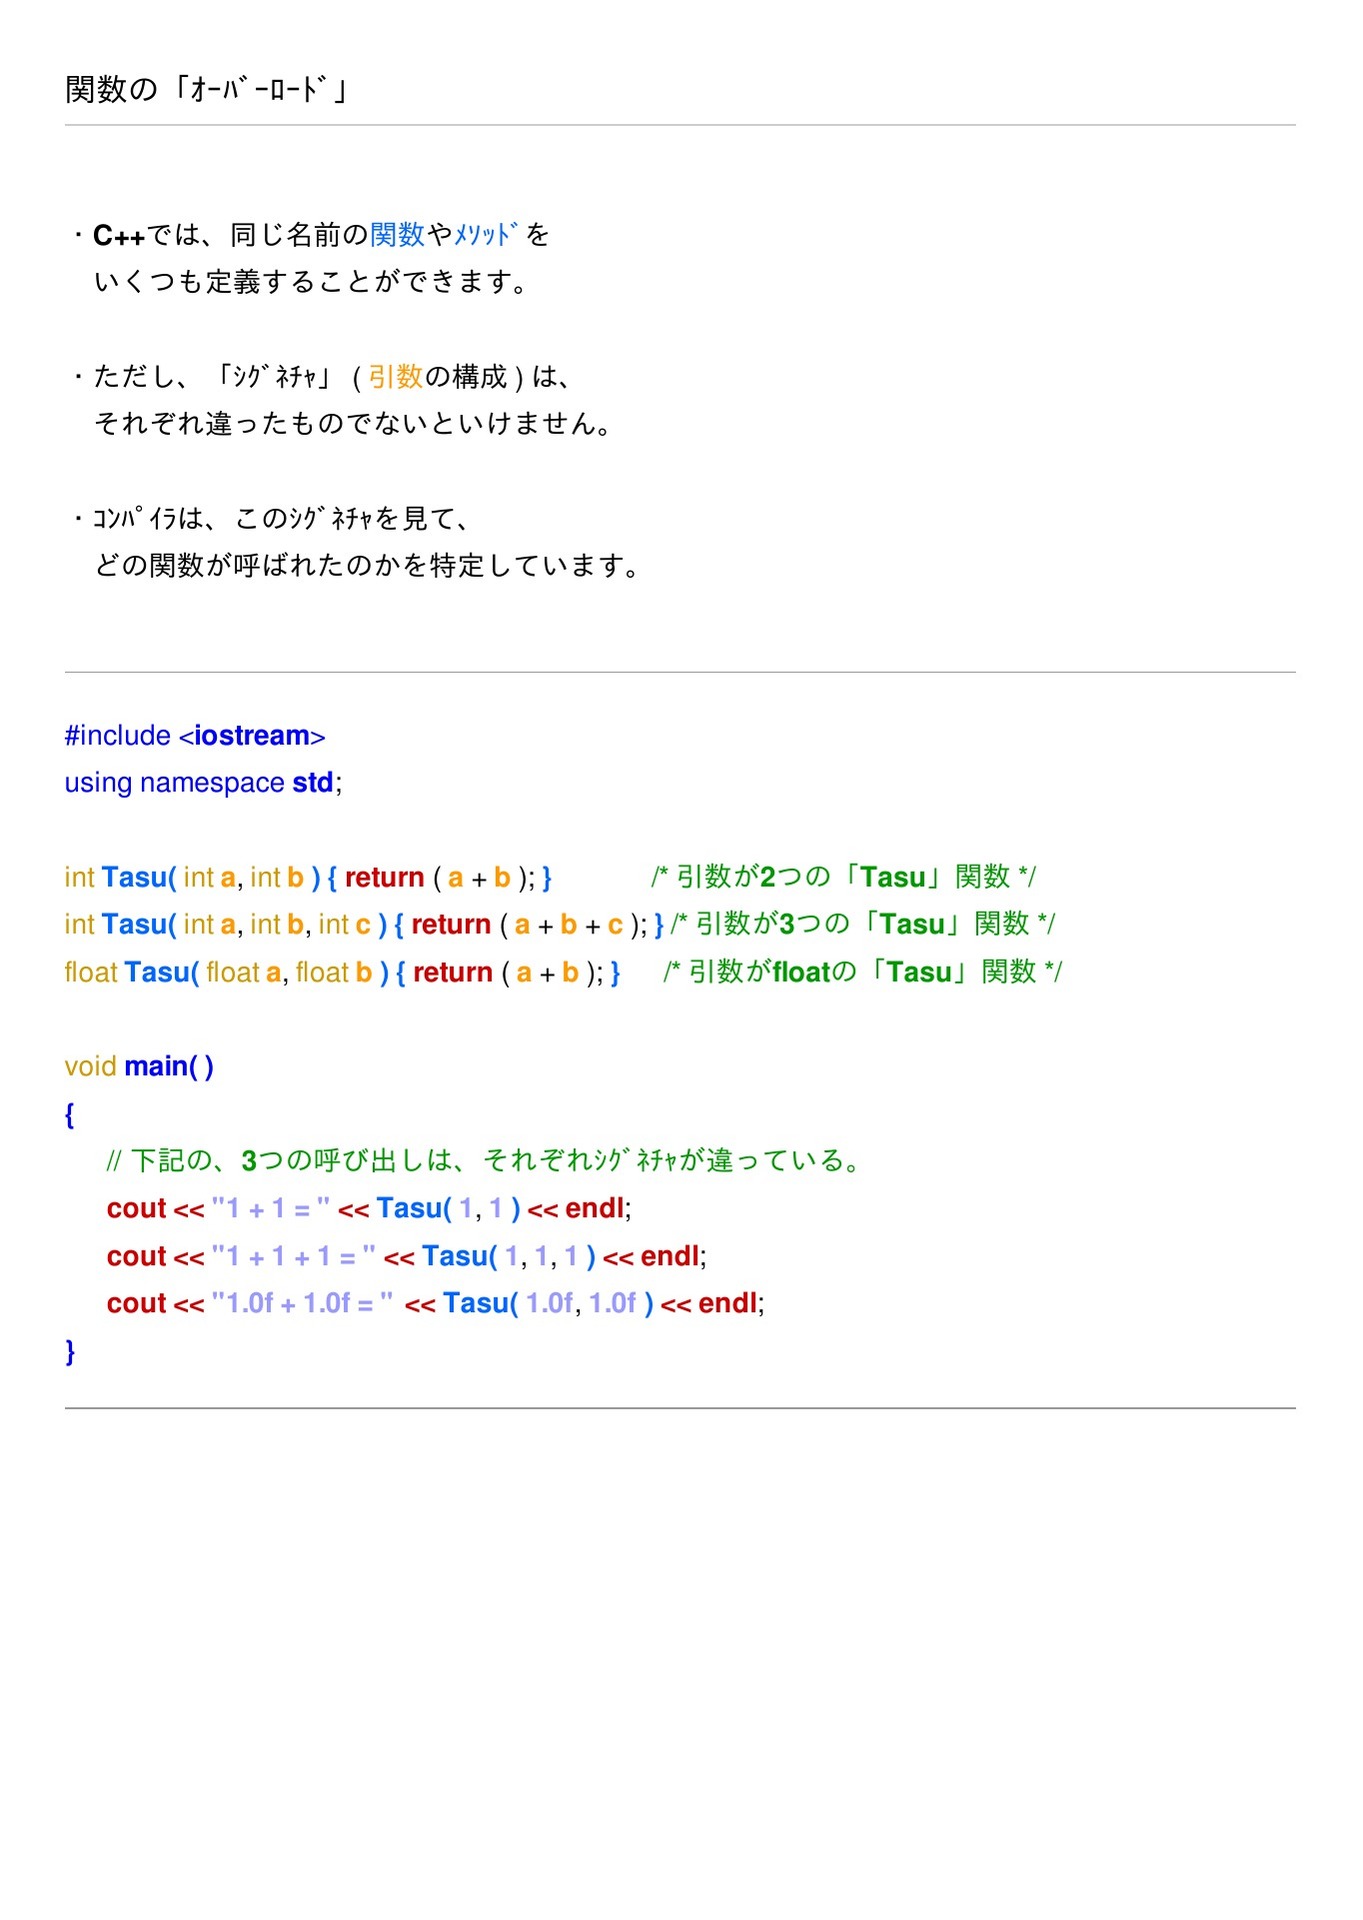 関数の「ｵｰﾊﾞｰﾛｰﾄﾞ」
・C++では、同じ名前の関数やﾒｿｯﾄﾞを
いくつも定義することができます。
・ただし、「ｼｸﾞﾈﾁｬ」 ( 引数の構成 ) は、
それぞれ違ったものでないといけません。
・ｺﾝﾊﾟｲﾗは、このｼｸﾞﾈﾁｬを見て、
どの関数が呼ばれたのかを特定しています。
#include <iostream>
using namespace std;
int Tasu( int a, int b ) { return ( a + b ); } /* 引数が2つの「Tasu」関数 */
int Tasu( int a, int b, int c ) { return ( a + b + c ); } /* 引数が3つの「Tasu」関数 */
float Tasu( float a, float b ) { return ( a + b ); } /* 引数がfloatの「Tasu」関数 */
void main( )
{
// 下記の、3つの呼び出しは、それぞれｼｸﾞﾈﾁｬが違っている。
cout << "1 + 1 = " << Tasu( 1, 1 ) << endl;
cout << "1 + 1 + 1 = " << Tasu( 1, 1, 1 ) << endl;
cout << "1.0f + 1.0f = " << Tasu( 1.0f, 1.0f ) << endl;
}